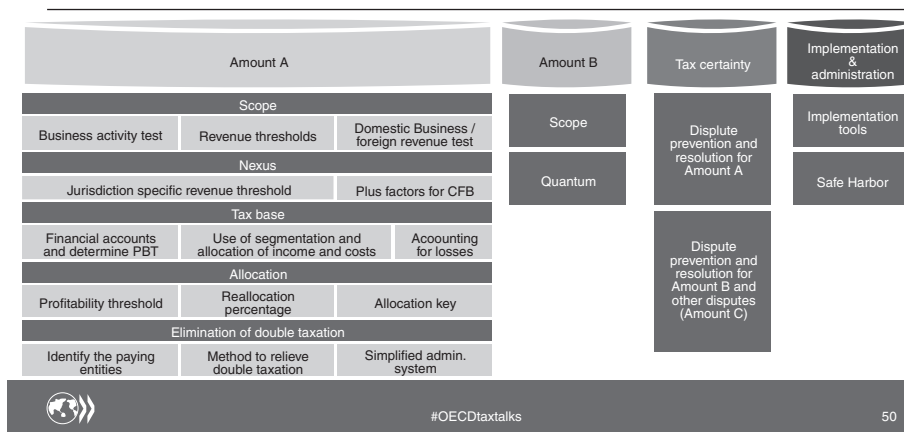 Amount A
Scope
Business activity test
Revenue thresholds
Domestic Business /
foreign revenue test
Nexus
Jurisdiction specific revenue threshold
Plus factors for CFB
Tax base
Financial accounts
and determine PBT
Use of segmentation and
allocation of income and costs
Acoounting
for losses
Allocation
Profitability threshold
Reallocation
percentage
Allocation key
Elimination of double taxation
Identify the paying
entities
Method to relieve
double taxation
Simplified admin.
system
Amount B
Scope
Quantum
Tax certainty
Displute
prevention and
resolution for
Amount A
Dispute
prevention and
resolution for
Amount B and
other disputes
(Amount C)
Implementation
&
administration
Implementation
tools
Safe Harbor
#OECDtaxtalks
50